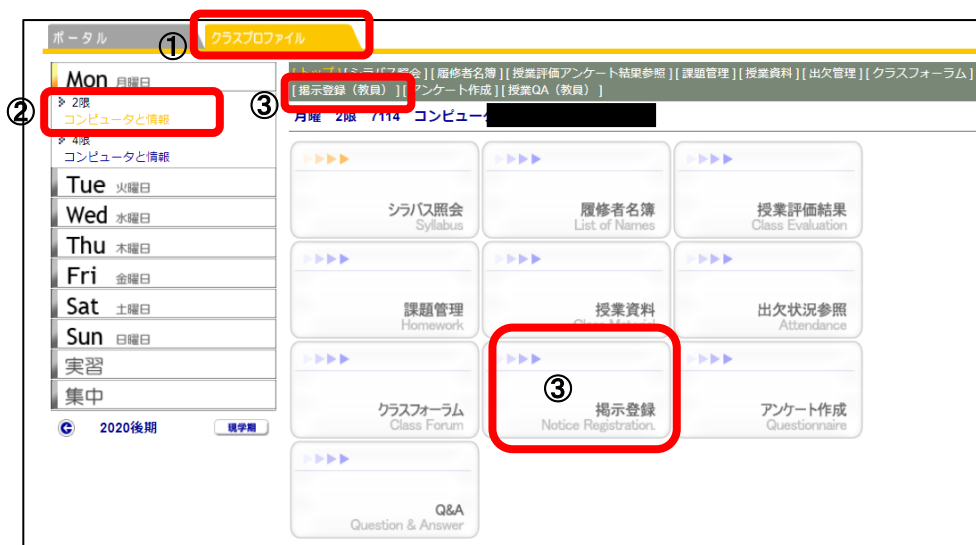 ポータル
①
クラスプロファイル
Mon 月曜日
②
2限
コンピュータと情報
4限
コンピュータと情報
Tue 火曜日
Wed 水曜日
Thu 木曜日
Fri 金曜日
Sat 土曜日
Sun 日曜日
実習
集中
2020後期
現学期
[トップ][シラバス照会][履修者名簿][授業評価アンケート結果参照][課題管理][授業資料][出欠管理][クラスフォーラム]
③
[掲示登録（教員）][アンケート作成][授業QA（教員）]
月曜 2限 7114 コンピュー
シラバス照会
Syllabus
履修者名簿
List of Names
授業評価結果
Class Evaluation
課題管理
Homework
授業資料
Class Material
出欠状況参照
Attendance
クラスフォーラム
Class Forum
③
掲示登録
Notice Registration.
アンケート作成
Questionnaire
Q&A
Question & Answer